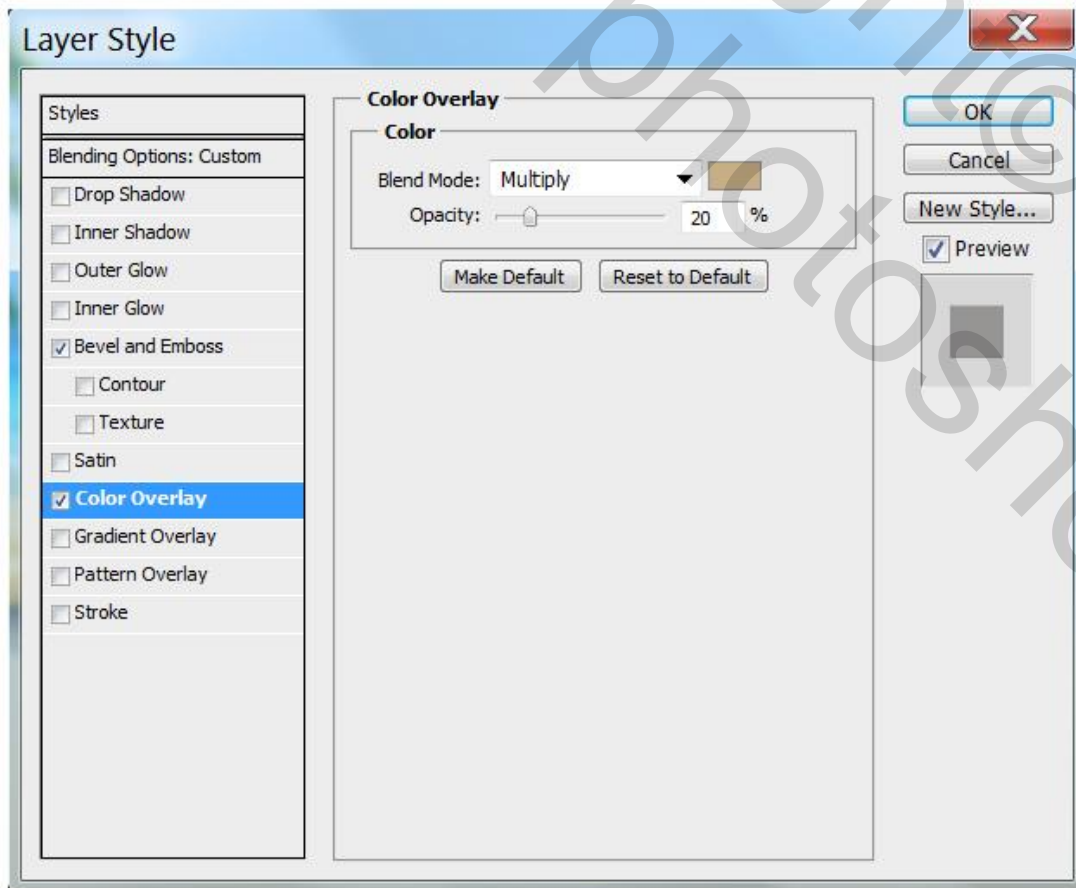 Layer Style
Styles
Blending Options: Custom
Drop Shadow
Inner Shadow
Outer Glow
Inner Glow
Bevel and Emboss
Contour
Texture
Satin
Color Overlay
Gradient Overlay
Pattern Overlay
Stroke
Color Overlay
Color
Blend Mode: Multiply
Opacity: 20 %
Make Default Reset to Default
OK
Cancel
New Style...
Preview
photosho